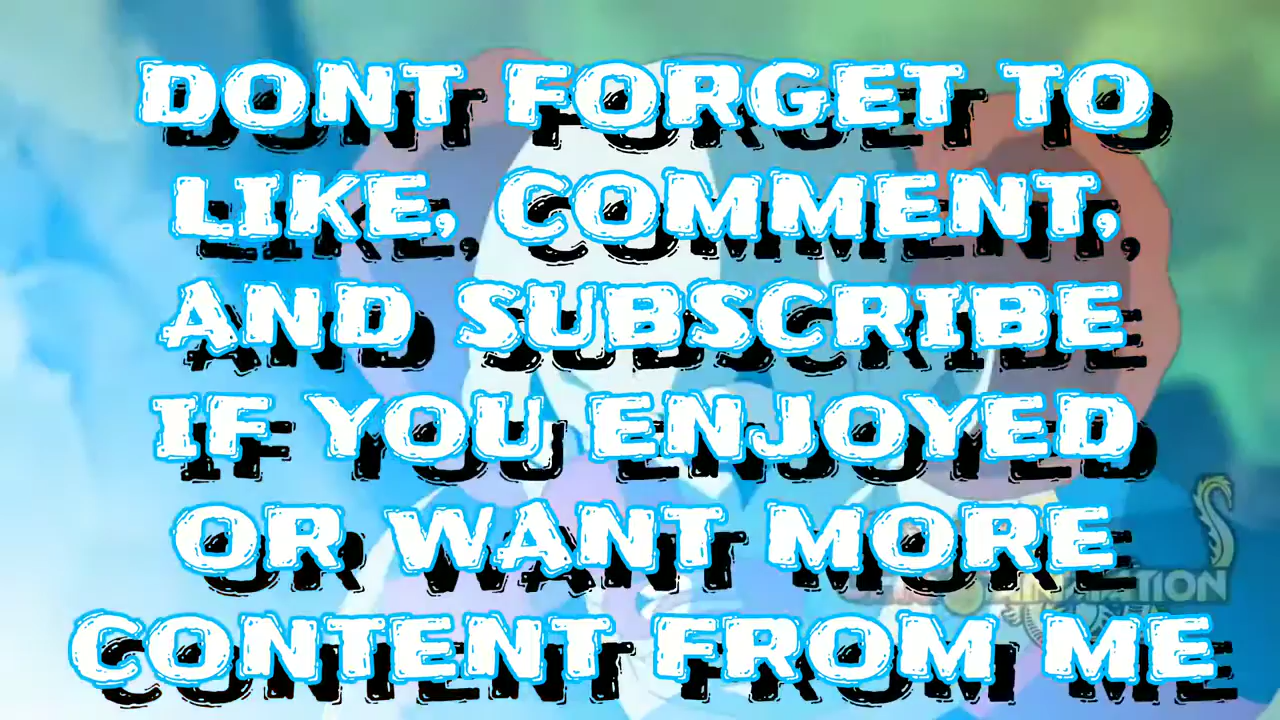 DONT FORGET TO
LIKE, COMMENT,
AND SUBSCRIBE
IF YOU ENJOYED
OR WANT MORE
CONTENT FROM ME